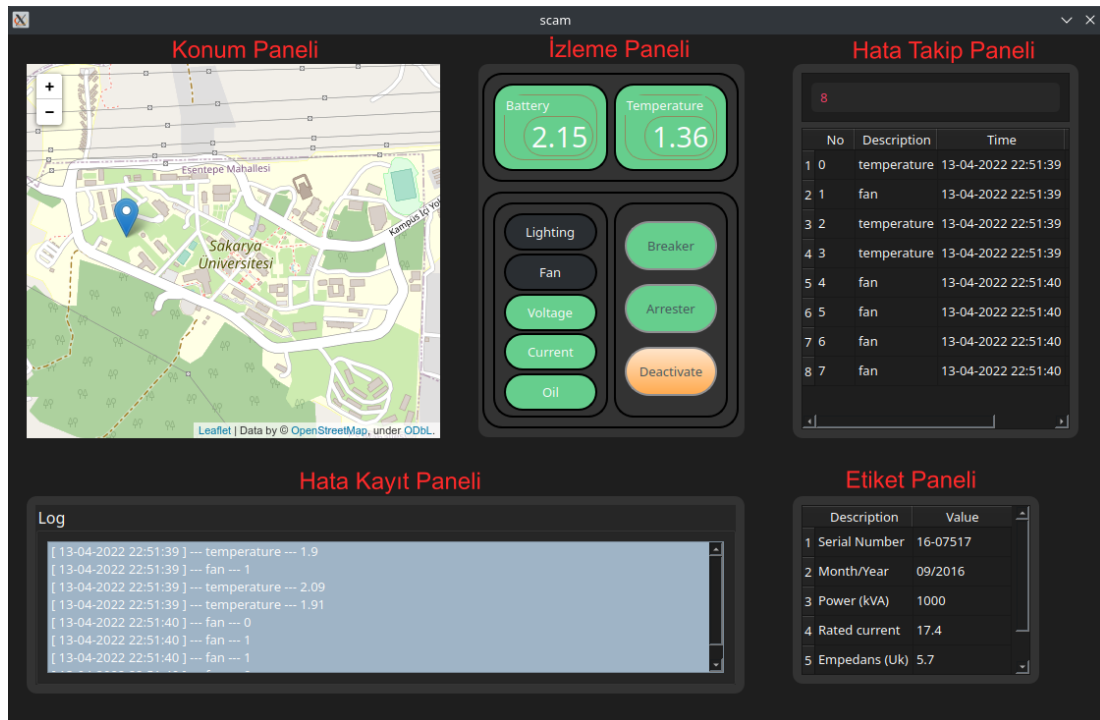 scam
Konum Paneli
+
−
Esentepe Mahallesi
Sakarya
Üniversitesi
Kampus İçi Yol
Leaflet | Data by © OpenStreetMap, under ODbL.
İzleme Paneli
Battery
2.15
Temperature
1.36
Lighting
Fan
Voltage
Current
Oil
Breaker
Arrester
Deactivate
Hata Takip Paneli
8
No Description Time
1 0 temperature 13-04-2022 22:51:39
2 1 fan 13-04-2022 22:51:39
3 2 temperature 13-04-2022 22:51:39
4 3 temperature 13-04-2022 22:51:39
5 4 fan 13-04-2022 22:51:40
6 5 fan 13-04-2022 22:51:40
7 6 fan 13-04-2022 22:51:40
8 7 fan 13-04-2022 22:51:40
Hata Kayıt Paneli
Log
[ 13-04-2022 22:51:39 ] --- temperature --- 1.9
[ 13-04-2022 22:51:39 ] --- fan --- 1
[ 13-04-2022 22:51:39 ] --- temperature --- 2.09
[ 13-04-2022 22:51:39 ] --- temperature --- 1.91
[ 13-04-2022 22:51:40 ] --- fan --- 0
[ 13-04-2022 22:51:40 ] --- fan --- 1
[ 13-04-2022 22:51:40 ] --- fan --- 1
Etiket Paneli
Description Value
1 Serial Number 16-07517
2 Month/Year 09/2016
3 Power (kVA) 1000
4 Rated current 17.4
5 Empedans (Uk) 5.7